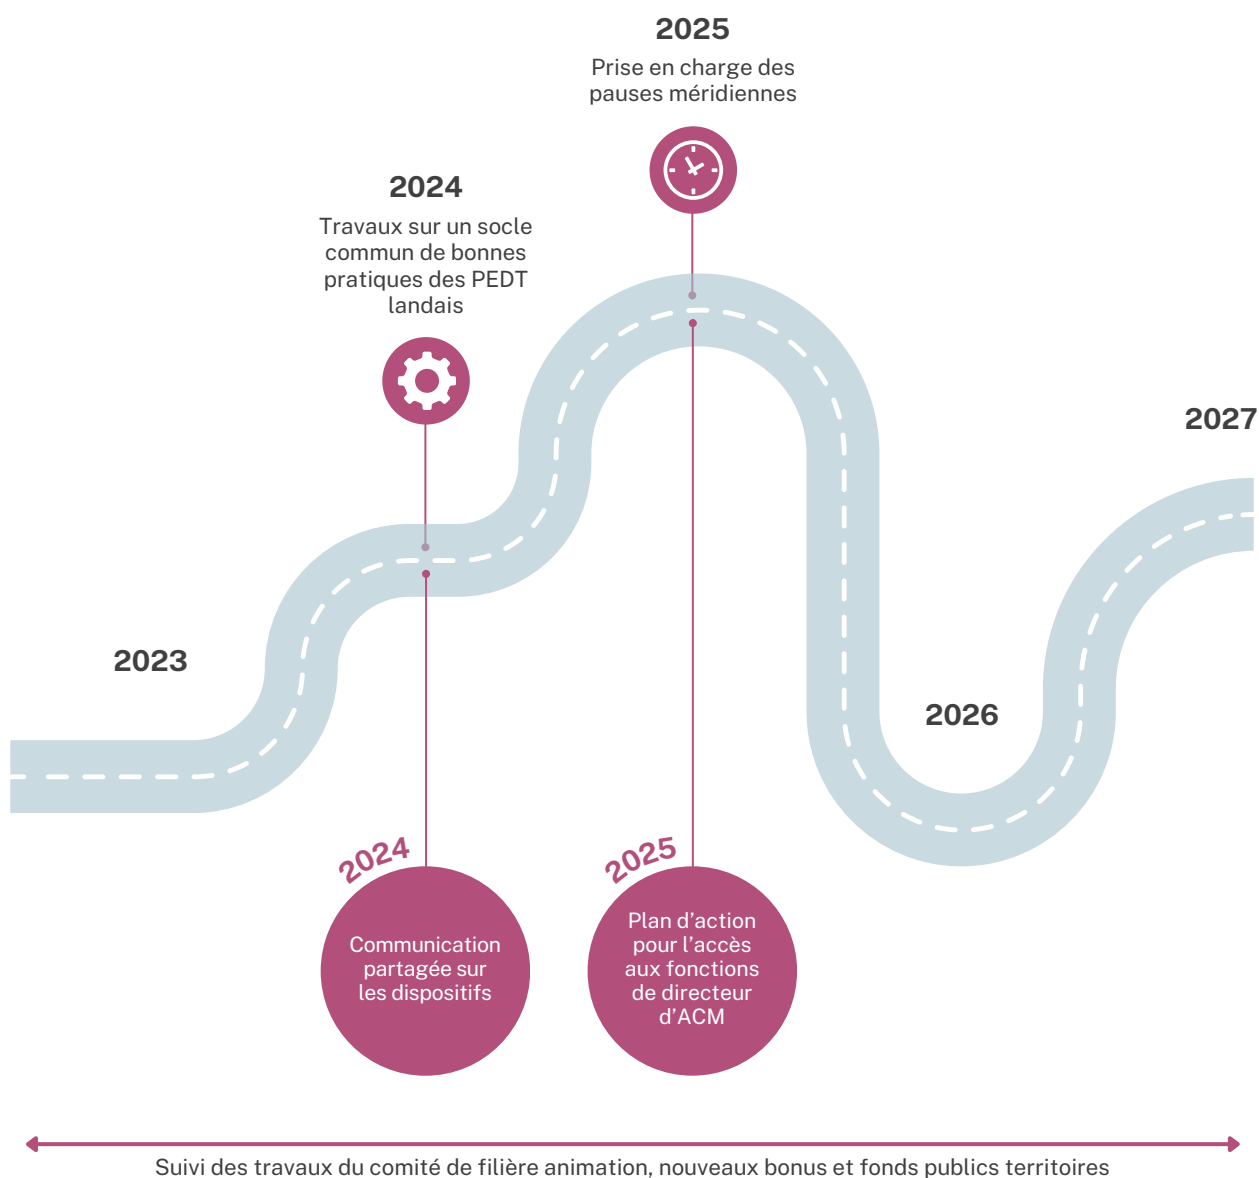 2025
Prise en charge des
pauses méridiennes
2024
Travaux sur un socle
commun de bonnes
pratiques des PEDT
landais
2027
2023
2026
2024
Communication
partagée sur
les dispositifs
2025
Plan d’action
pour l’accès
aux fonctions
de directeur
d’ACM
Suivi des travaux du comité de filière animation, nouveaux bonus et fonds publics territoires